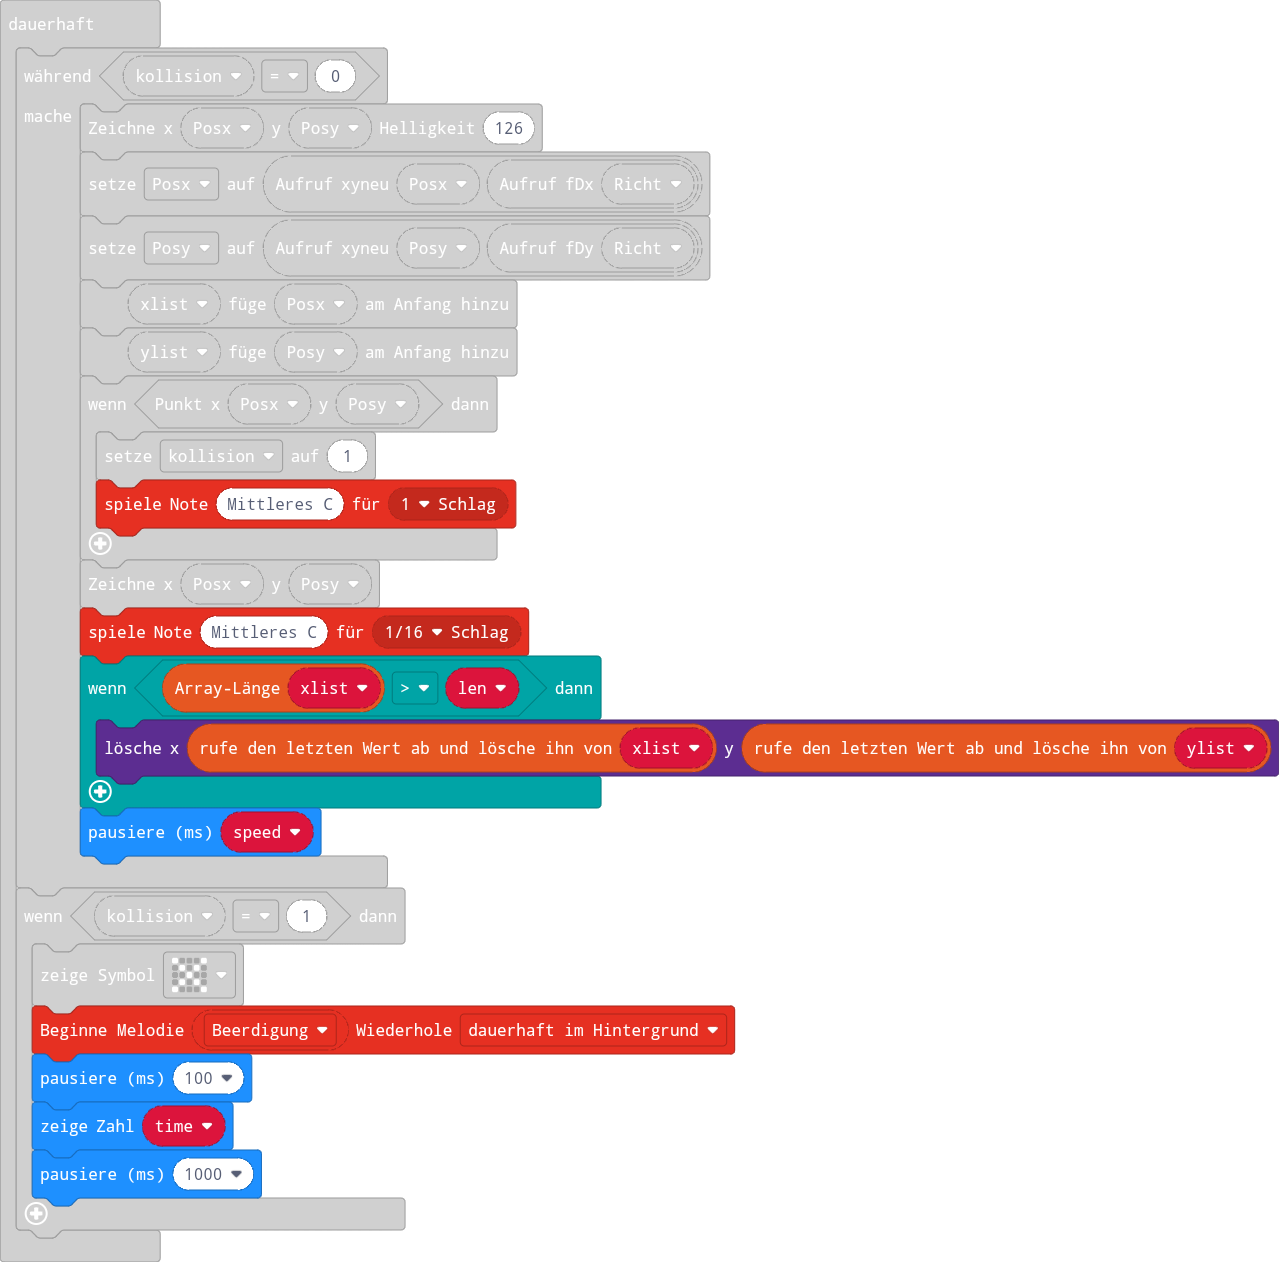 dauerhaft
während kollision = 0
mache
Zeichne x Posx y Posy Helligkeit 126
setze Posx auf Aufruf xyneu Posx Aufruf fDx Richt
setze Posy auf Aufruf xyneu Posy Aufruf fDy Richt
xlist füge Posx am Anfang hinzu
ylist füge Posy am Anfang hinzu
wenn Punkt x Posx y Posy dann
setze kollision auf 1
spiele Note Mittleres C für 1 Schlag
Zeichne x Posx y Posy
spiele Note Mittleres C für 1/16 Schlag
wenn Array-Länge xlist > len dann
lösche x rufe den letzten Wert ab und lösche ihn von xlist y rufe den letzten Wert ab und lösche ihn von ylist
pausiere (ms) speed
wenn kollision = 1 dann
zeige Symbol
Beginne Melodie Beerdigung Wiederhole dauerhaft im Hintergrund
pausiere (ms) 100
zeige Zahl time
pausiere (ms) 1000